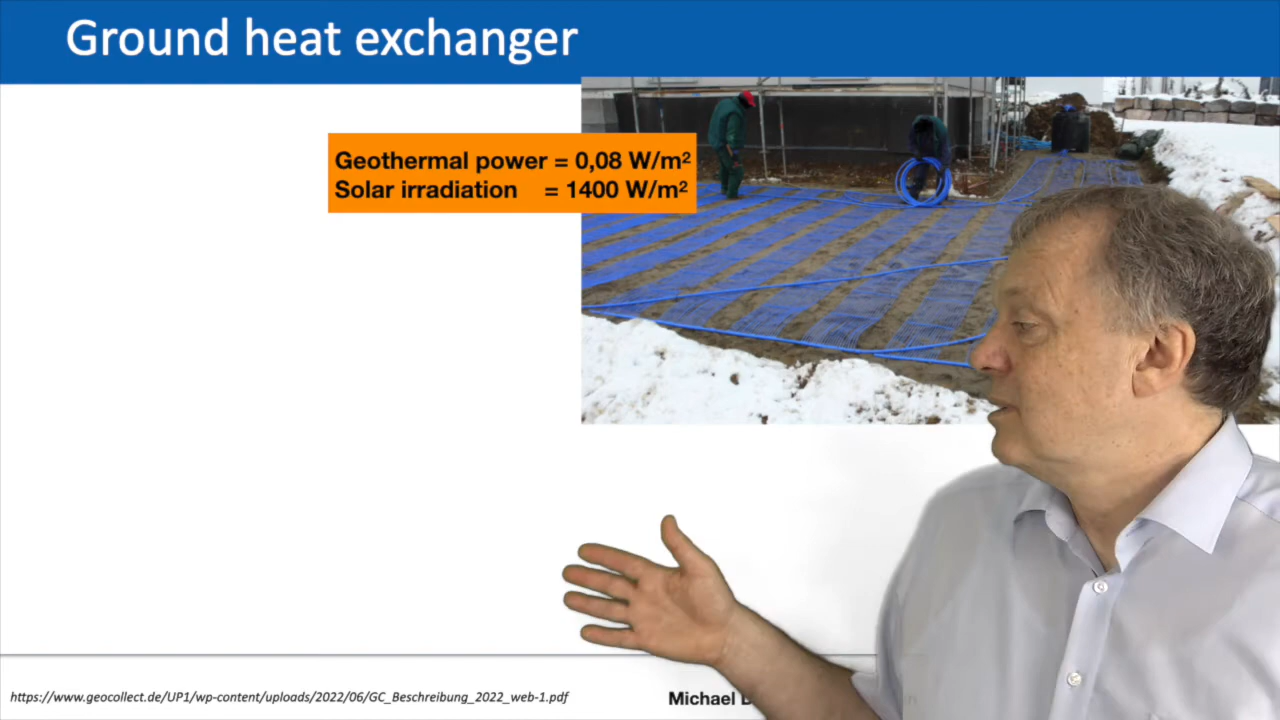 Ground heat exchanger
Geothermal power = 0,08 W/m²
Solar irradiation = 1400 W/m²
https://www.geocollect.de/UP1/wp-content/uploads/2022/06/GC_Beschreibung_2022_web-1.pdf
Michael